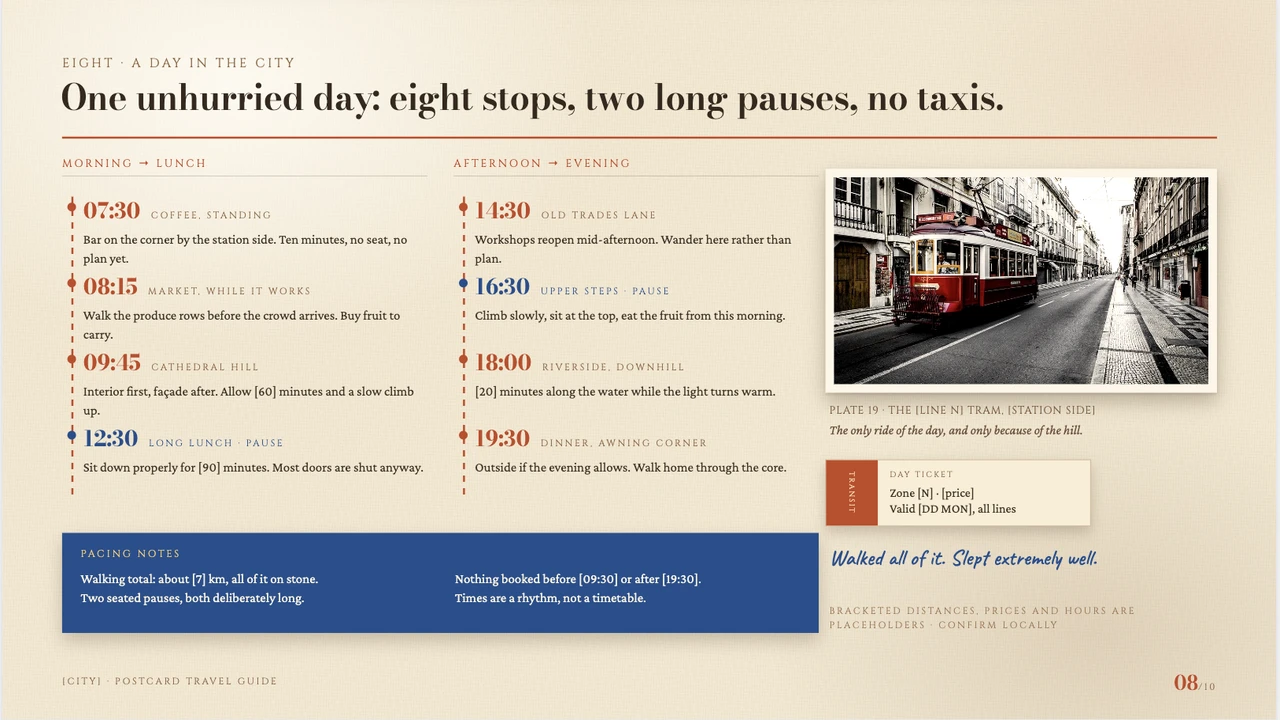 EIGHT · A DAY IN THE CITY
One unhurried day: eight stops, two long pauses, no taxis.
MORNING → LUNCH
07:30 COFFEE, STANDING
Bar on the corner by the station side. Ten minutes, no seat, no
plan yet.
08:15 MARKET, WHILE IT WORKS
Walk the produce rows before the crowd arrives. Buy fruit to
carry.
09:45 CATHEDRAL HILL
Interior first, façade after. Allow [60] minutes and a slow climb
up.
12:30 LONG LUNCH · PAUSE
Sit down properly for [90] minutes. Most doors are shut anyway.
AFTERNOON → EVENING
14:30 OLD TRADES LANE
Workshops reopen mid-afternoon. Wander here rather than
plan.
16:30 UPPER STEPS · PAUSE
Climb slowly, sit at the top, eat the fruit from this morning.
18:00 RIVERSIDE, DOWNHILL
[20] minutes along the water while the light turns warm.
19:30 DINNER, AWNING CORNER
Outside if the evening allows. Walk home through the core.
PACING NOTES
Walking total: about [7] km, all of it on stone.
Two seated pauses, both deliberately long.
Nothing booked before [09:30] or after [19:30].
Times are a rhythm, not a timetable.
PLATE 19 · THE [LINE N] TRAM, [STATION SIDE]
The only ride of the day, and only because of the hill.
TRANSIT
DAY TICKET
Zone [N] · [price]
Valid [DD MON], all lines
Walked all of it. Slept extremely well.
BRACKETED DISTANCES, PRICES AND HOURS ARE
PLACEHOLDERS · CONFIRM LOCALLY
[CITY] · POSTCARD TRAVEL GUIDE
08/10